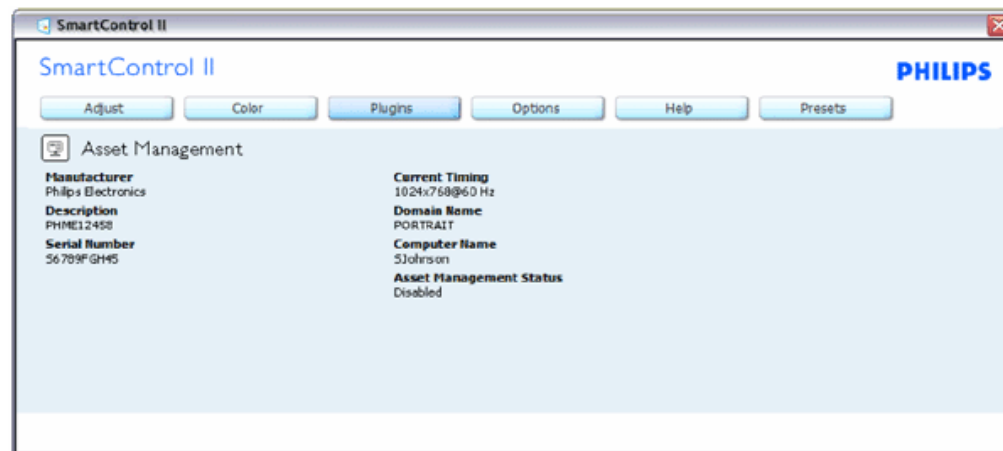 SmartControl II
SmartControl II
PHILIPS
Adjust
Color
Plugins
Options
Help
Presets
Asset Management
Manufacturer
Philips Electronics
Description
PHME12458
Serial Number
56789FGH45
Current Timing
1024x768@60 Hz
Domain Name
PORTRAIT
Computer Name
SJohnson
Asset Management Status
Disabled